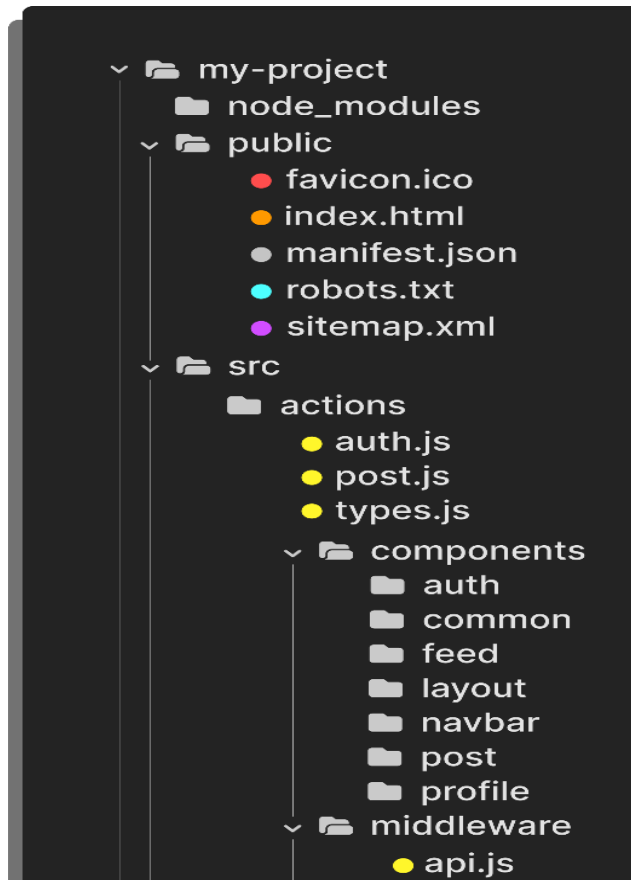 my-project
node_modules
public
favicon.ico
index.html
manifest.json
robots.txt
sitemap.xml
src
actions
auth.js
post.js
types.js
components
auth
common
feed
layout
navbar
post
profile
middleware
api.js